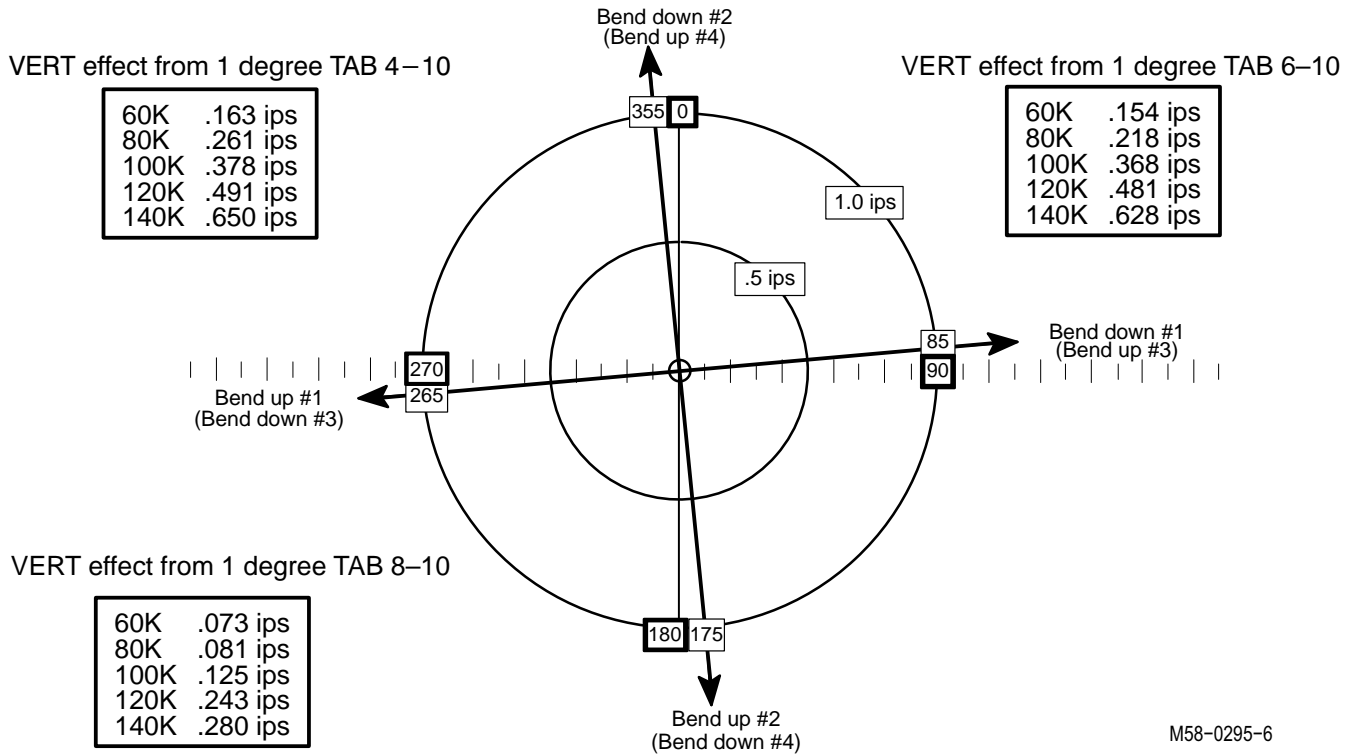 Bend down #2
(Bend up #4)
VERT effect from 1 degree TAB 4−10
60K .163 ips
80K .261 ips
100K .378 ips
120K .491 ips
140K .650 ips
VERT effect from 1 degree TAB 6–10
60K .154 ips
80K .218 ips
100K .368 ips
120K .481 ips
140K .628 ips
355 0
1.0 ips
.5 ips
85
90
Bend down #1
(Bend up #3)
270
265
Bend up #1
(Bend down #3)
VERT effect from 1 degree TAB 8–10
60K .073 ips
80K .081 ips
100K .125 ips
120K .243 ips
140K .280 ips
180 175
Bend up #2
(Bend down #4)
M58−0295−6